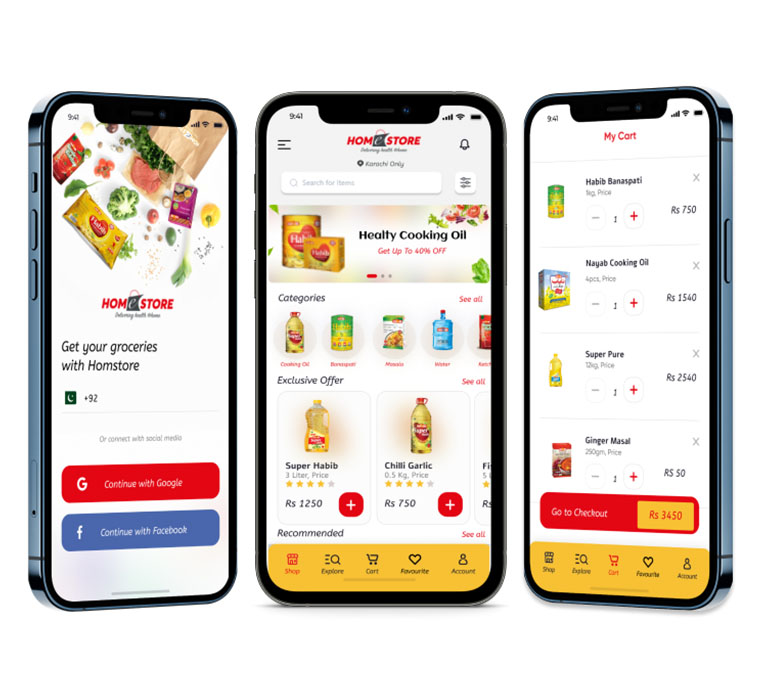 9:41
HOMeSTORE
Delivering health Home
Get your groceries
with Homstore
+92
Or connect with social media
G Continue with Google
f Continue with Facebook
9:41
HOMeSTORE
Delivering health Home
Karachi Only
Search for Items
Habib
Habib
Healty Cooking Oil
Get Up To 40% OFF
Categories See all
Cooking Oil Banaspati Masala Water
Exclusive Offer See all
Super Habib
3 Liter, Price
Rs 1250 +
Chilli Garlic
0.5 Kg, Price
Rs 750 +
Recommended See all
Shop Explore Cart Favourite Account
9:41
My Cart
Habib Banaspati X
1kg, Price
− 1 + Rs 750
Nayab Cooking Oil X
4pcs, Price
− 1 + Rs 1540
Super Pure X
12kg, Price
− 1 + Rs 2540
Ginger Masal X
250gm, Price
− 1 + RS 50
Go to Checkout Rs 3450
Shop Explore Cart Favourite Account